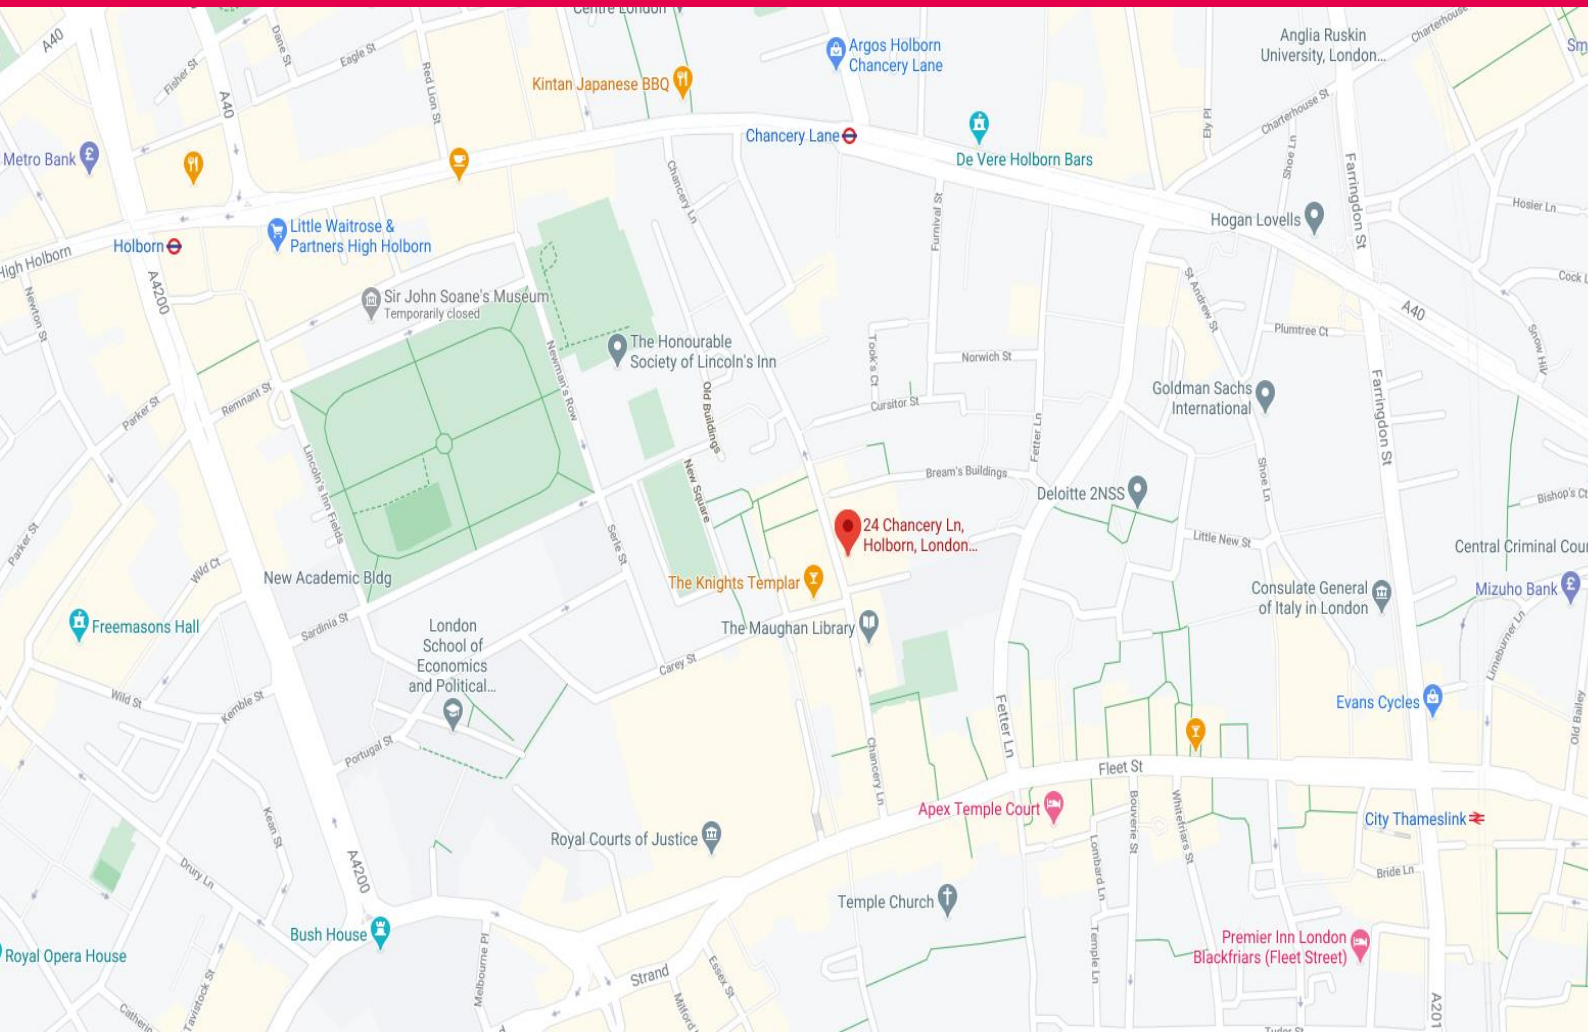 Centre London
A40
Dane St
Eagle St
Fisher St
A40
Red Lion St
Kintan Japanese BBQ
Argos Holborn
Chancery Lane
Anglia Ruskin
University, London...
Charterhouse
Metro Bank
Chancery Lane
De Vere Holborn Bars
Ely Pl
Charterhouse St
Shoe Ln
Farringdon St
Hosier Ln
High Holborn
Holborn
Little Waitrose &
Partners High Holborn
Chancery Ln
Furnival St
Hogan Lovells
A4200
Newton St
Sir John Soane's Museum
Temporarily closed
St Andrew St
Plumtree Ct
A40
Snow Hill
The Honourable
Society of Lincoln's Inn
Newman's Row
Took's Ct
Norwich St
Goldman Sachs
International
Farringdon St
Parker St
Remnant St
Old Buildings
Cursitor St
Fetter Ln
Lincoln's Inn Fields
New Square
Bream's Buildings
Deloitte 2NSS
Shoe Ln
Bishop's Ct
Parker St
Serle St
24 Chancery Ln,
Holborn, London...
Little New St
Central Criminal Cour
Wild Ct
New Academic Bldg
The Knights Templar
Consulate General
of Italy in London
Mizuho Bank
Freemasons Hall
Sardinia St
London
School of
Economics
and Political...
The Maughan Library
Limeburner Ln
Carey St
Wild St
Kemble St
Fetter Ln
Evans Cycles
Old Bailey
Portugal St
Chancery Ln
Fleet St
Kean St
Apex Temple Court
Bouverie St
Whitefriars St
City Thameslink
Royal Courts of Justice
A4200
Drury Ln
Lombard Ln
Bride Ln
Temple Church
Bush House
Royal Opera House
Melbourne Pl
Strand
Essex St
Temple Ln
Premier Inn London
Blackfriars (Fleet Street)
Tavistock St
Milford
A201
Tudor St